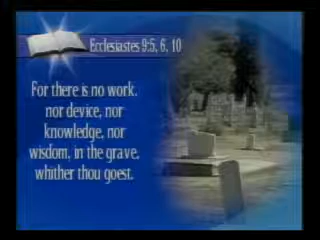 Ecclesiastes 9:5, 6, 10
For there is no work,
nor device, nor
knowledge, nor
wisdom, in the grave,
whither thou goest.